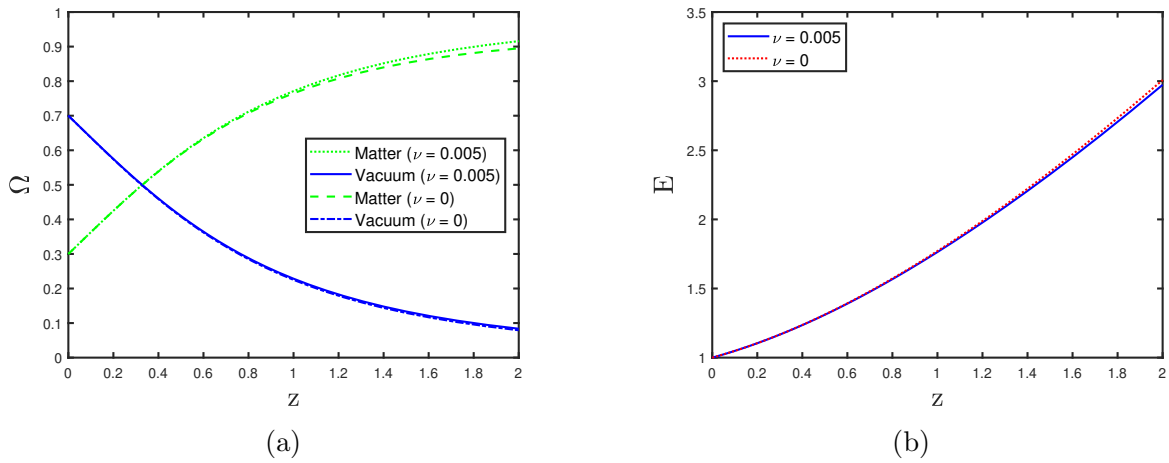 1
0.9
0.8
0.7
0.6
0.5
0.4
0.3
0.2
0.1
0
Ω
Matter (ν = 0.005)
Vacuum (ν = 0.005)
Matter (ν = 0)
Vacuum (ν = 0)
0 0.2 0.4 0.6 0.8 1 1.2 1.4 1.6 1.8 2
z
(a)
3.5
3
2.5
2
1.5
1
E
ν = 0.005
ν = 0
0 0.2 0.4 0.6 0.8 1 1.2 1.4 1.6 1.8 2
z
(b)